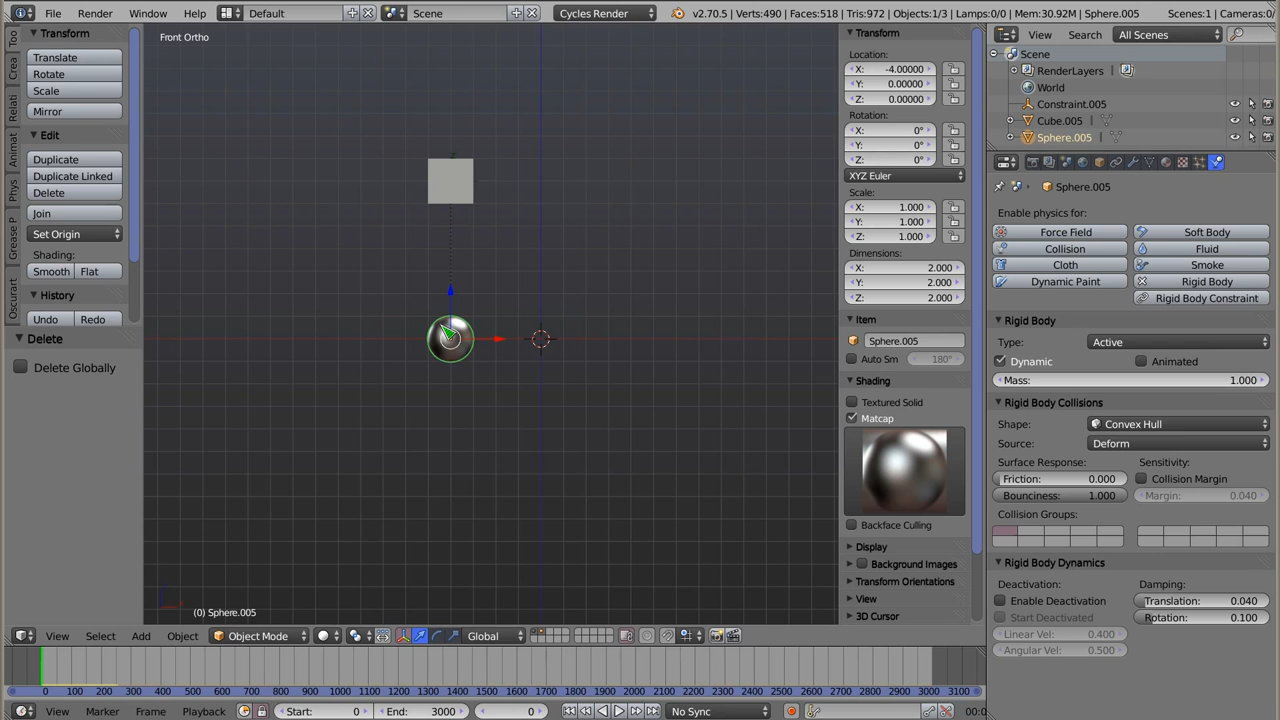 File Render Window Help Default Scene Cycles Render v2.70.5 | Verts:490 | Faces:518 | Tris:972 | Objects:1/3 | Lamps:0/0 | Mem:30.92M | Sphere.005 Scenes:1 | Cameras:0/
Front Ortho
Too
Crea
Relati
Animat
Phys
Grease P
Oscurart
Transform
Translate
Rotate
Scale
Mirror
Edit
Duplicate
Duplicate Linked
Delete
Join
Set Origin
Shading:
Smooth Flat
History
Undo Redo
Delete
Delete Globally
(0) Sphere.005
Transform
Location:
X: -4.00000
Y: 0.00000
Z: 0.00000
Rotation:
X: 0°
Y: 0°
Z: 0°
XYZ Euler
Scale:
X: 1.000
Y: 1.000
Z: 1.000
Dimensions:
X: 2.000
Y: 2.000
Z: 2.000
Item
Sphere.005
Auto Sm 180°
Shading
Textured Solid
Matcap
Backface Culling
Display
Background Images
Transform Orientations
View
3D Cursor
View Search All Scenes
Scene
RenderLayers |
World
Constraint.005
Cube.005
Sphere.005
Sphere.005
Enable physics for:
Force Field Soft Body
Collision Fluid
Cloth Smoke
Dynamic Paint Rigid Body
Rigid Body Constraint
Rigid Body
Type: Active
Dynamic Animated
Mass: 1.000
Rigid Body Collisions
Shape: Convex Hull
Source: Deform
Surface Response: Sensitivity:
Friction: 0.000 Collision Margin
Bounciness: 1.000 Margin: 0.040
Collision Groups:
Rigid Body Dynamics
Deactivation: Damping:
Enable Deactivation Translation: 0.040
Start Deactivated Rotation: 0.100
Linear Vel: 0.400
Angular Vel: 0.500
View Select Add Object Object Mode Global
0 100 200 300 400 500 600 700 800 900 1000 1100 1200 1300 1400 1500 1600 1700 1800 1900 2000 2100 2200 2300 2400 2500 2600 2700 2800 2900 3000 3100
View Marker Frame Playback Start: 0 End: 3000 0 No Sync 00:0